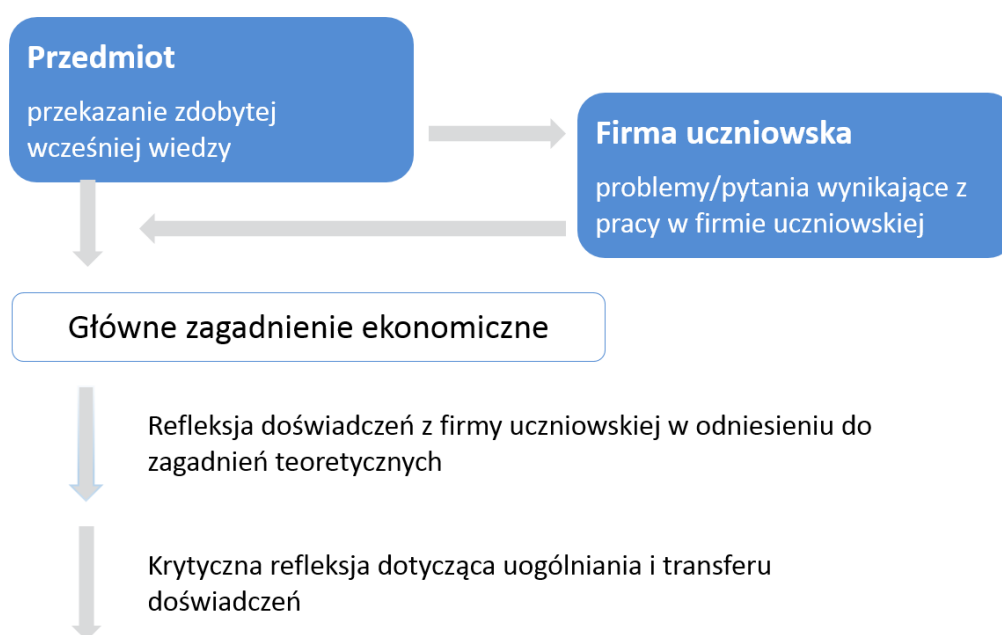 Przedmiot
przekazanie zdobytej
wcześniej wiedzy
Firma uczniowska
problemy/pytania wynikające z
pracy w firmie uczniowskiej
Główne zagadnienie ekonomiczne
Refleksja doświadczeń z firmy uczniowskiej w odniesieniu do
zagadnień teoretycznych
Krytyczna refleksja dotycząca uogólniania i transferu
doświadczeń